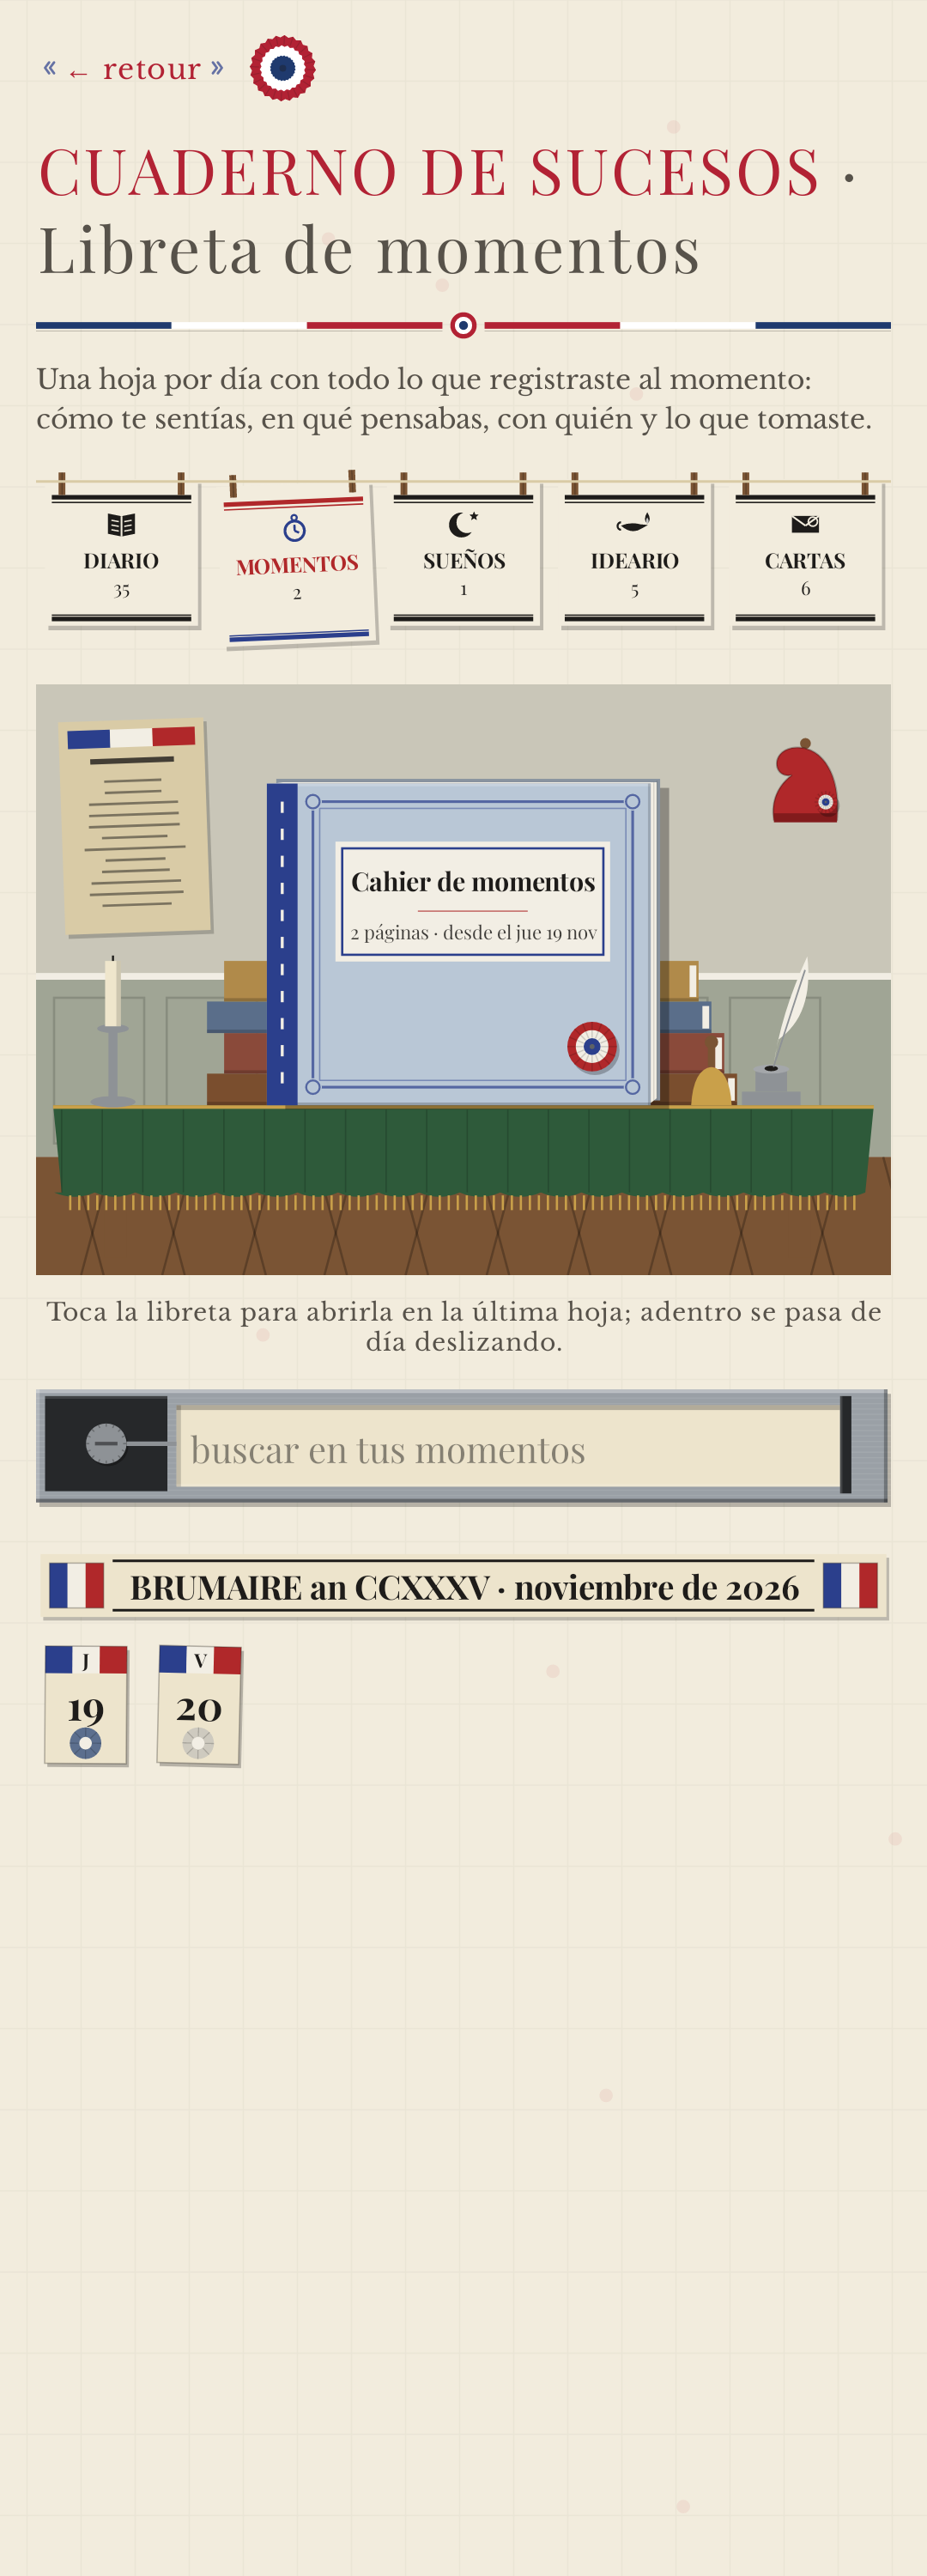 « ← retour »
CUADERNO DE SUCESOS ·
Libreta de momentos
Una hoja por día con todo lo que registraste al momento:
cómo te sentías, en qué pensabas, con quién y lo que tomaste.
DIARIO
35
MOMENTOS
2
SUEÑOS
1
IDEARIO
5
CARTAS
6
Cahier de momentos
2 páginas · desde el jue 19 nov
Toca la libreta para abrirla en la última hoja; adentro se pasa de
día deslizando.
buscar en tus momentos
BRUMAIRE an CCXXXV · noviembre de 2026
J
19
V
20